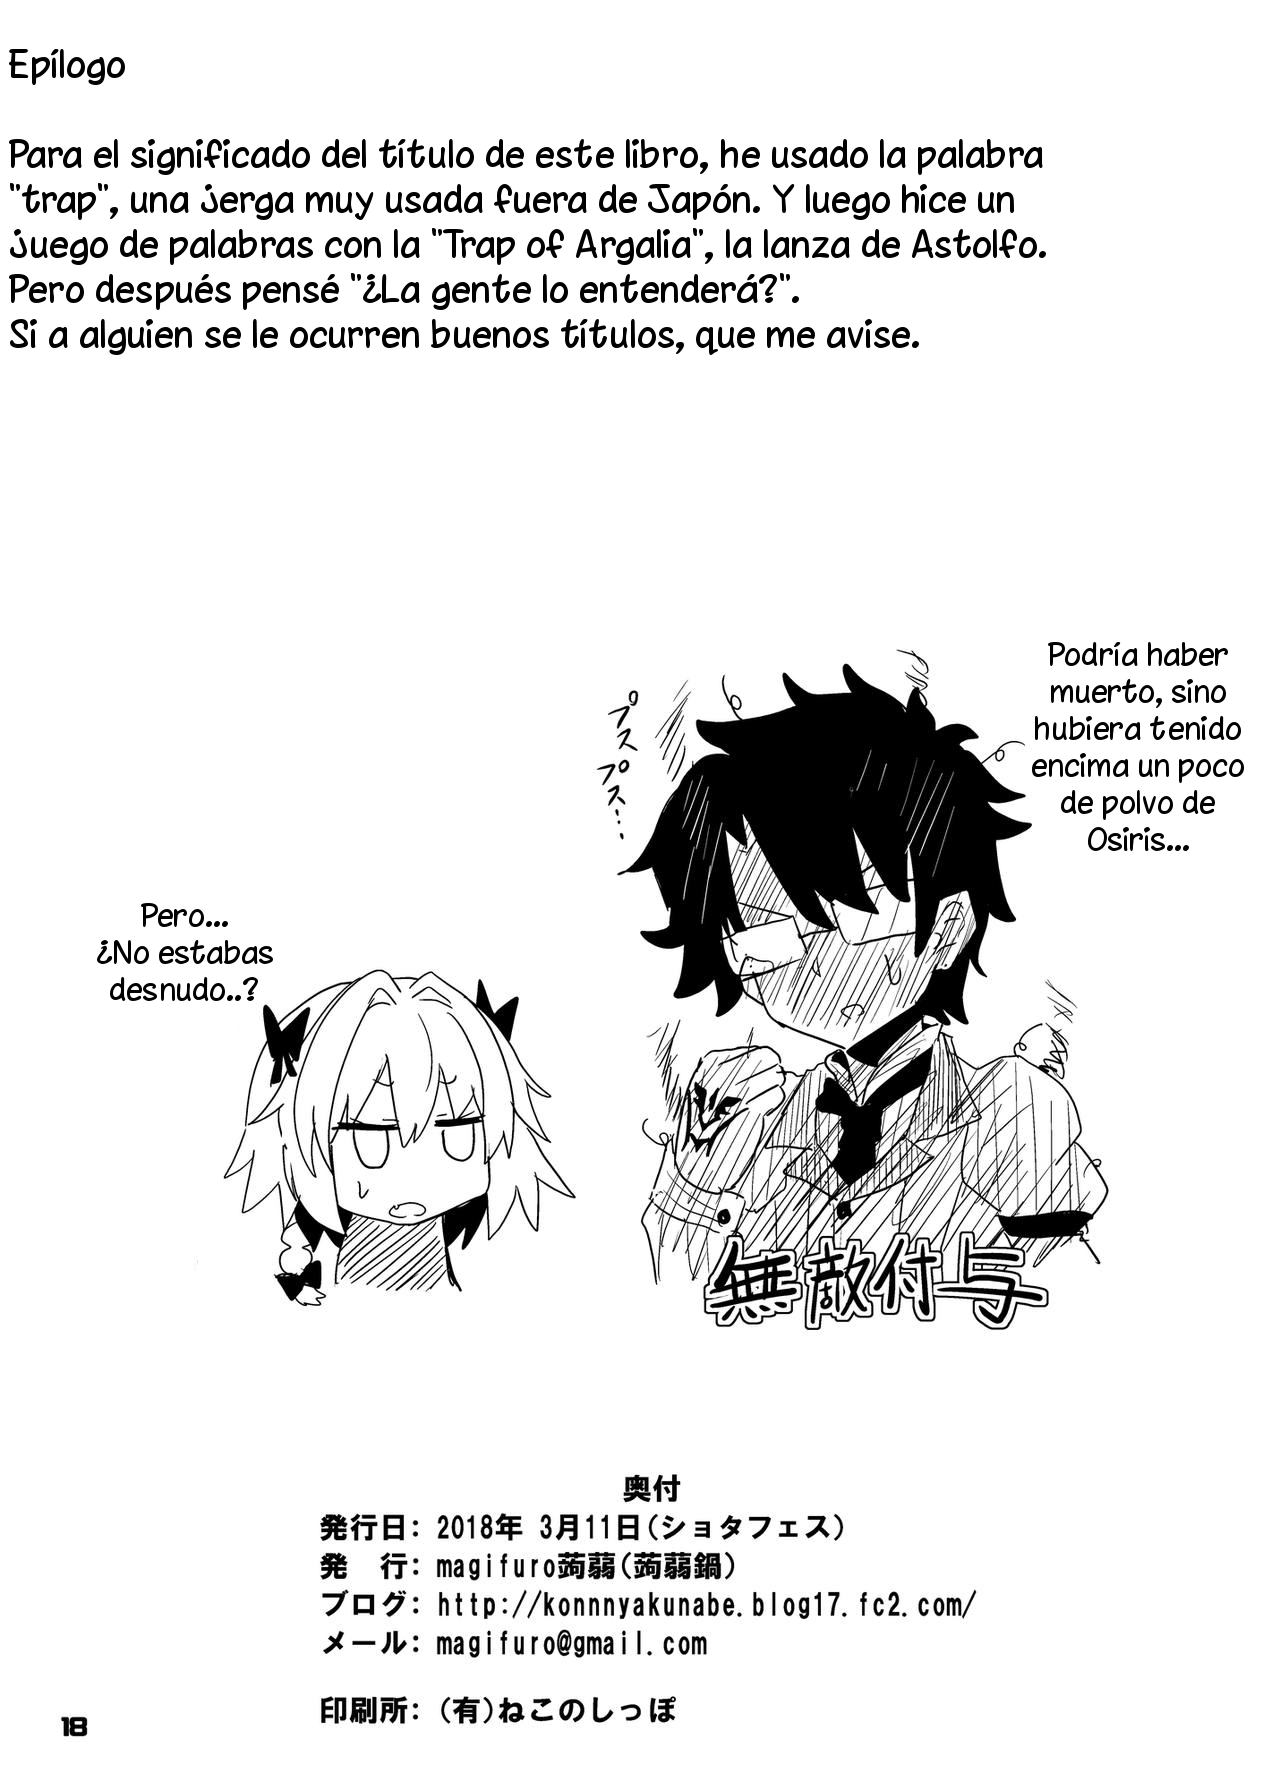 Epílogo
Para el significado del título de este libro, he usado la palabra
"trap", una jerga muy usada fuera de Japón. Y luego hice un
juego de palabras con la "Trap of Argalia", la lanza de Astolfo.
Pero después pensé "¿La gente lo entenderá?".
Si a alguien se le ocurren buenos títulos, que me avise.
Podría haber
muerto, sino
hubiera tenido
encima un poco
de polvo de
Osiris...
プス
プス…
Pero...
¿No estabas
desnudo..?
無敵付与
奥付
発行日: 2018年 3月11日(ショタフェス)
発　行: magifuro蒟蒻(蒟蒻鍋)
ブログ: http://konnnyakunabe.blog17.fc2.com/
メール: magifuro@gmail.com
印刷所: (有)ねこのしっぽ
18